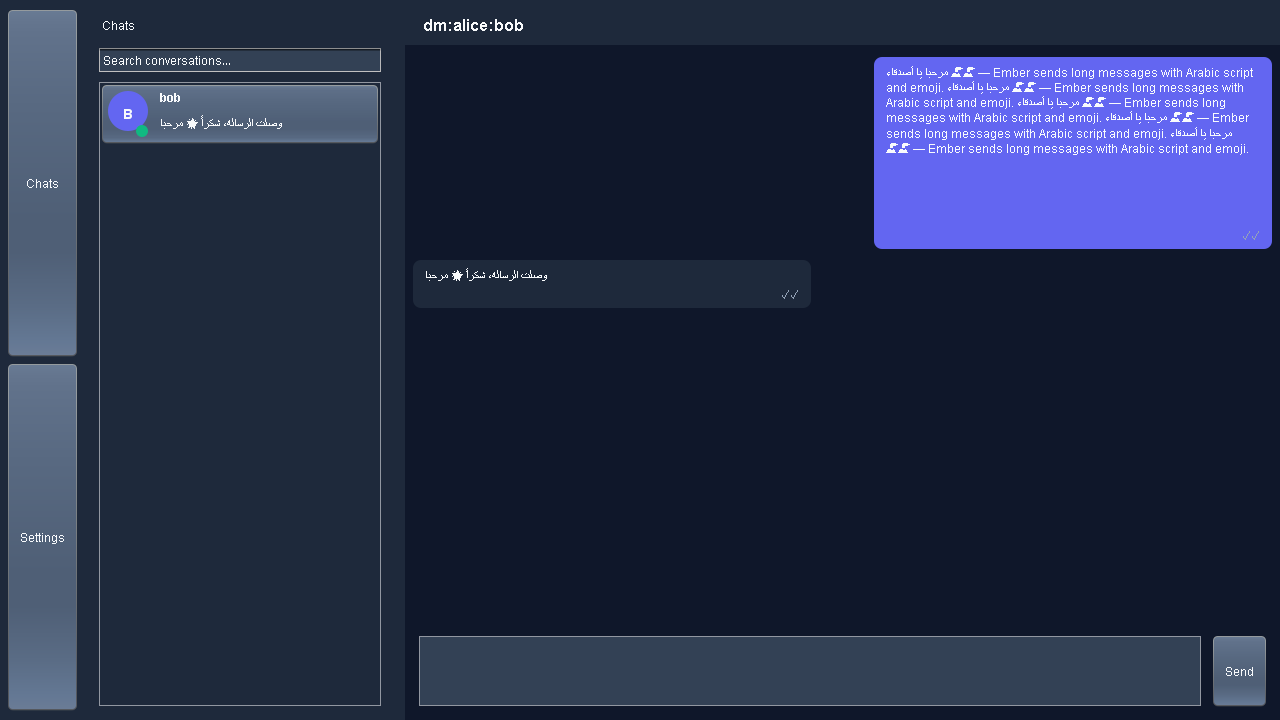 Chats
Settings
Chats
Search conversations...
B
bob
وصلت الرسالة، شكراً 🌟 مرحبا
dm:alice:bob
مرحبا يا أصدقاء — Ember sends long messages with Arabic script
and emoji. مرحبا يا أصدقاء — Ember sends long messages with
Arabic script and emoji. مرحبا يا أصدقاء — Ember sends long
messages with Arabic script and emoji. مرحبا يا أصدقاء — Ember
sends long messages with Arabic script and emoji. مرحبا يا أصدقاء
— Ember sends long messages with Arabic script and emoji.
✓✓
وصلت الرسالة، شكراً 🌟 مرحبا
✓✓
Send